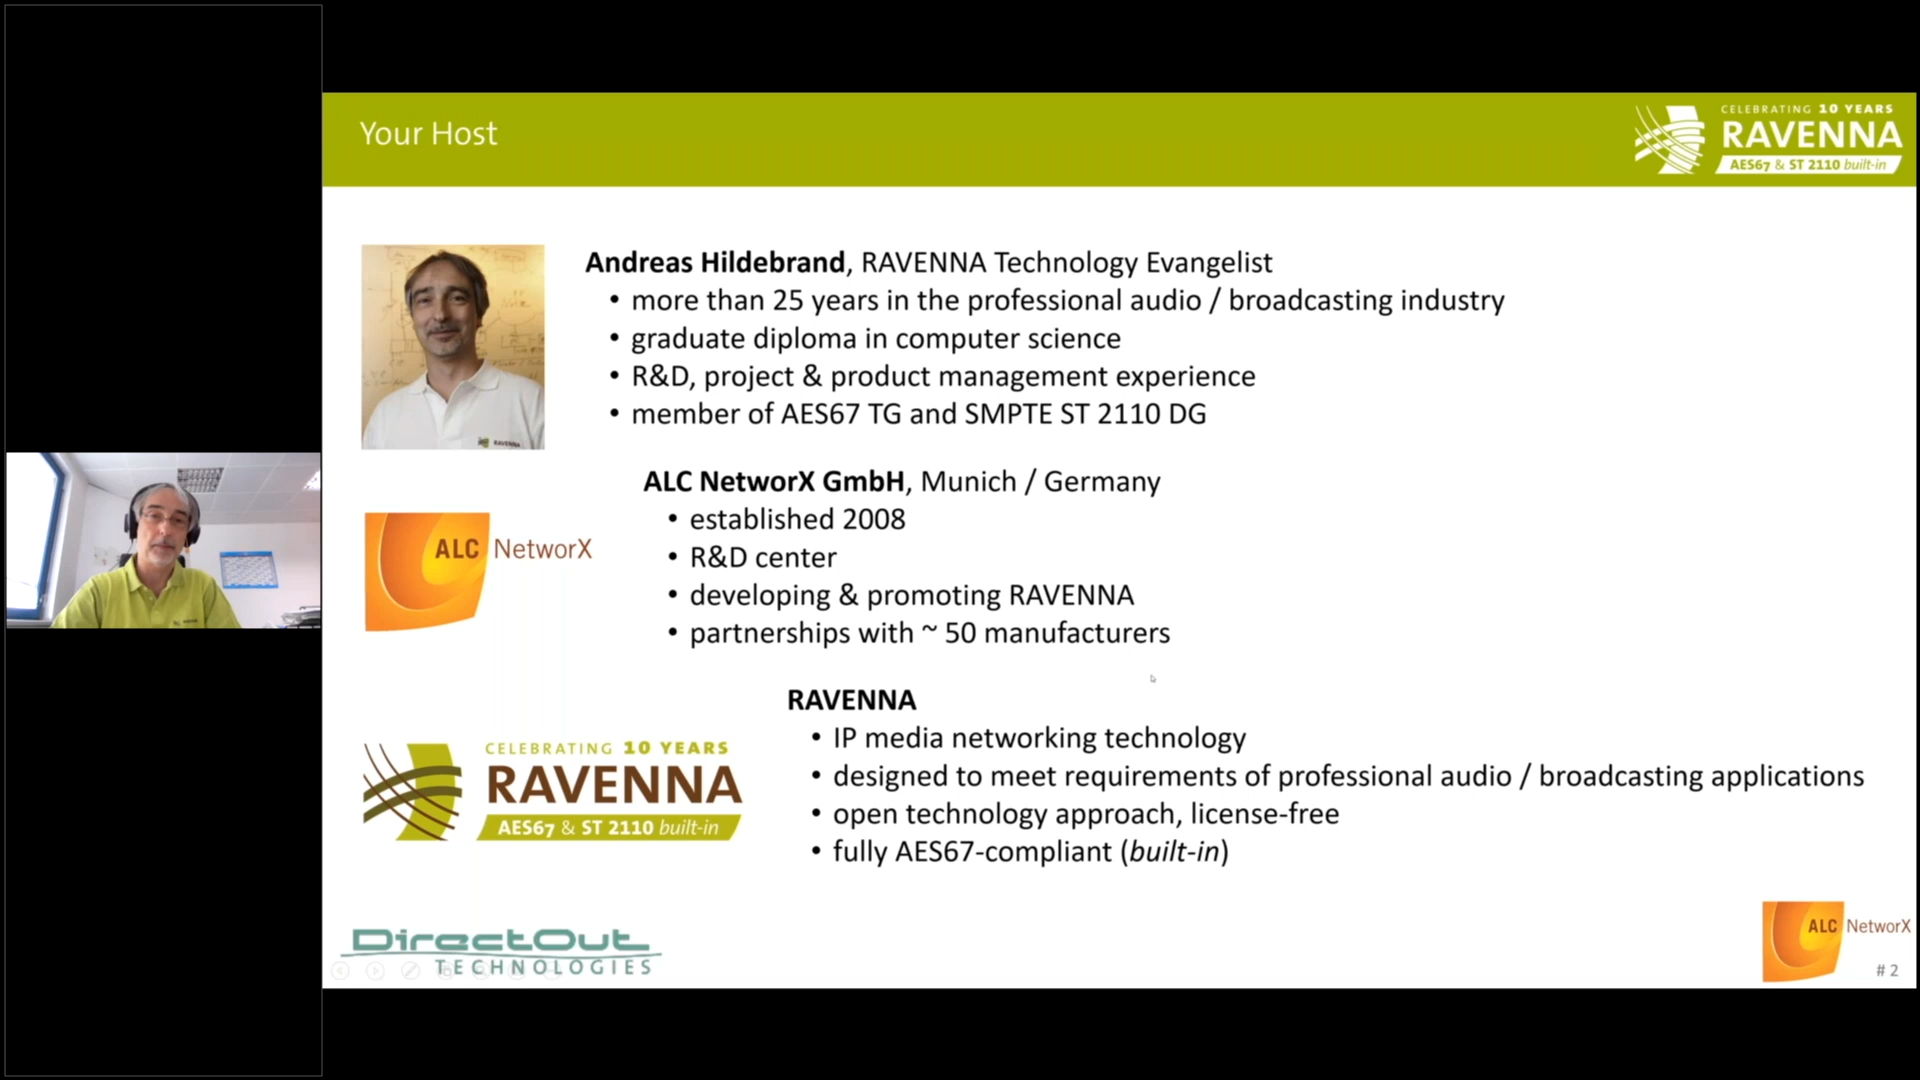 Your Host
CELEBRATING 10 YEARS
RAVENNA
AES67 & ST 2110 built-in
Andreas Hildebrand, RAVENNA Technology Evangelist
• more than 25 years in the professional audio / broadcasting industry
• graduate diploma in computer science
• R&D, project & product management experience
• member of AES67 TG and SMPTE ST 2110 DG
RAVENNA
ALC NetworX GmbH, Munich / Germany
• established 2008
• R&D center
• developing & promoting RAVENNA
• partnerships with ~ 50 manufacturers
ALC NetworX
RAVENNA
• IP media networking technology
• designed to meet requirements of professional audio / broadcasting applications
• open technology approach, license-free
• fully AES67-compliant (built-in)
CELEBRATING 10 YEARS
RAVENNA
AES67 & ST 2110 built-in
DirectOut
TECHNOLOGIES
ALC NetworX
# 2